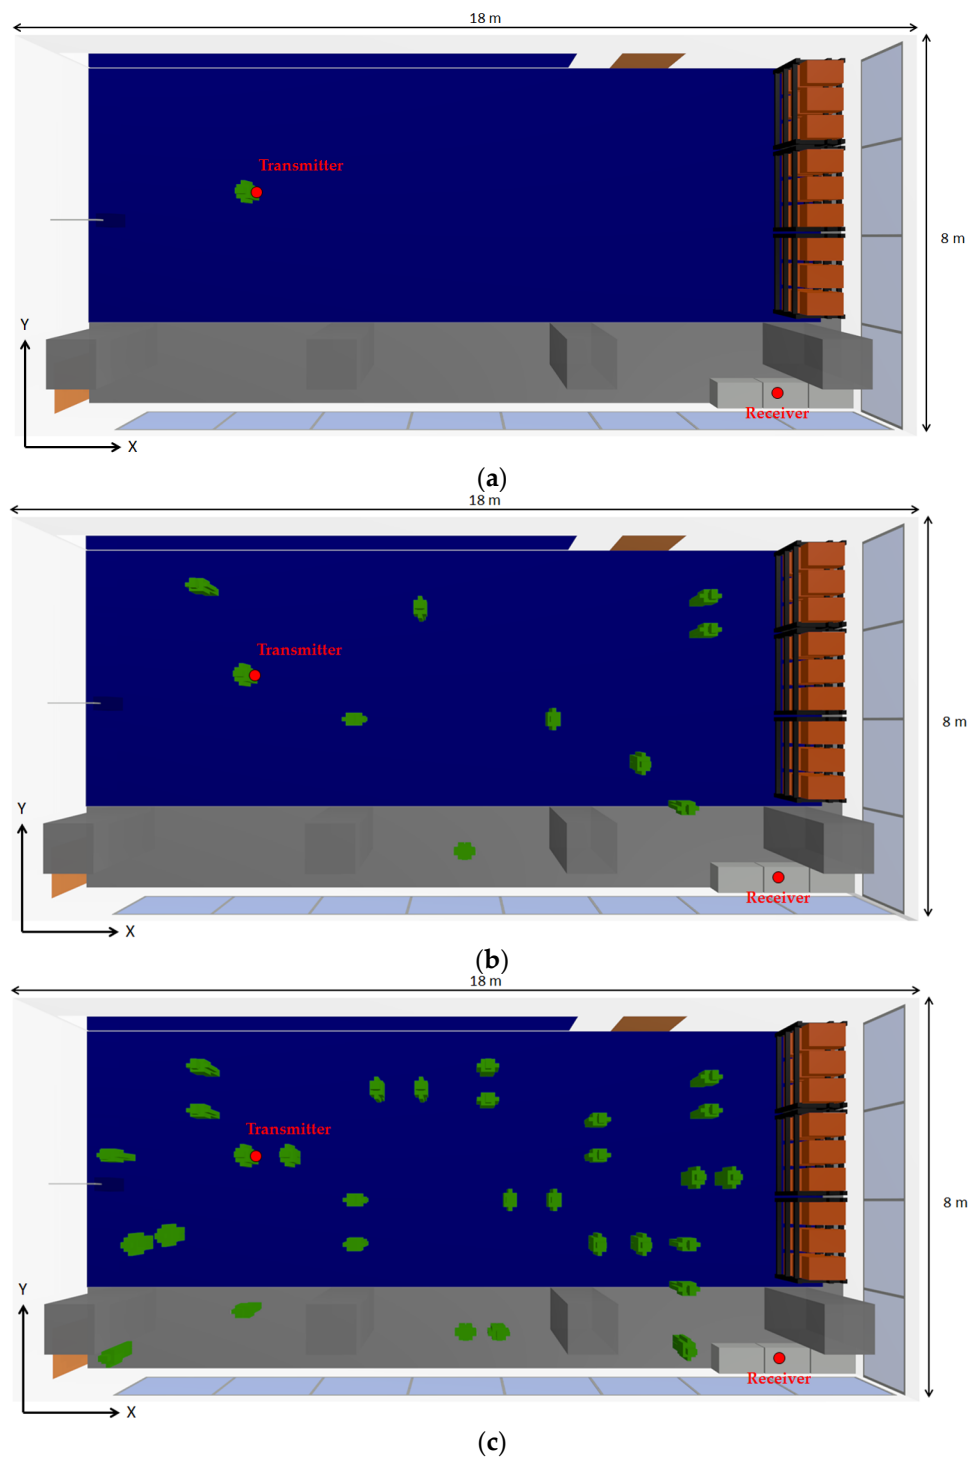 18 m
Transmitter
8 m
Y
Receiver
X
(a)
18 m
Transmitter
8 m
Y
Receiver
X
(b)
18 m
Transmitter
8 m
Y
Receiver
X
(c)